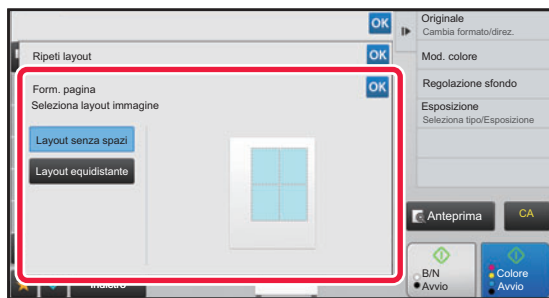 OK
Ripeti layout
OK
Form. pagina
OK
Seleziona layout immagine
Layout senza spazi
Layout equidistante
Indietro
Originale
Cambia formato/direz.
Mod. colore
Regolazione sfondo
Esposizione
Seleziona tipo/Esposizione
Anteprima
CA
B/N
Avvio
Colore
Avvio